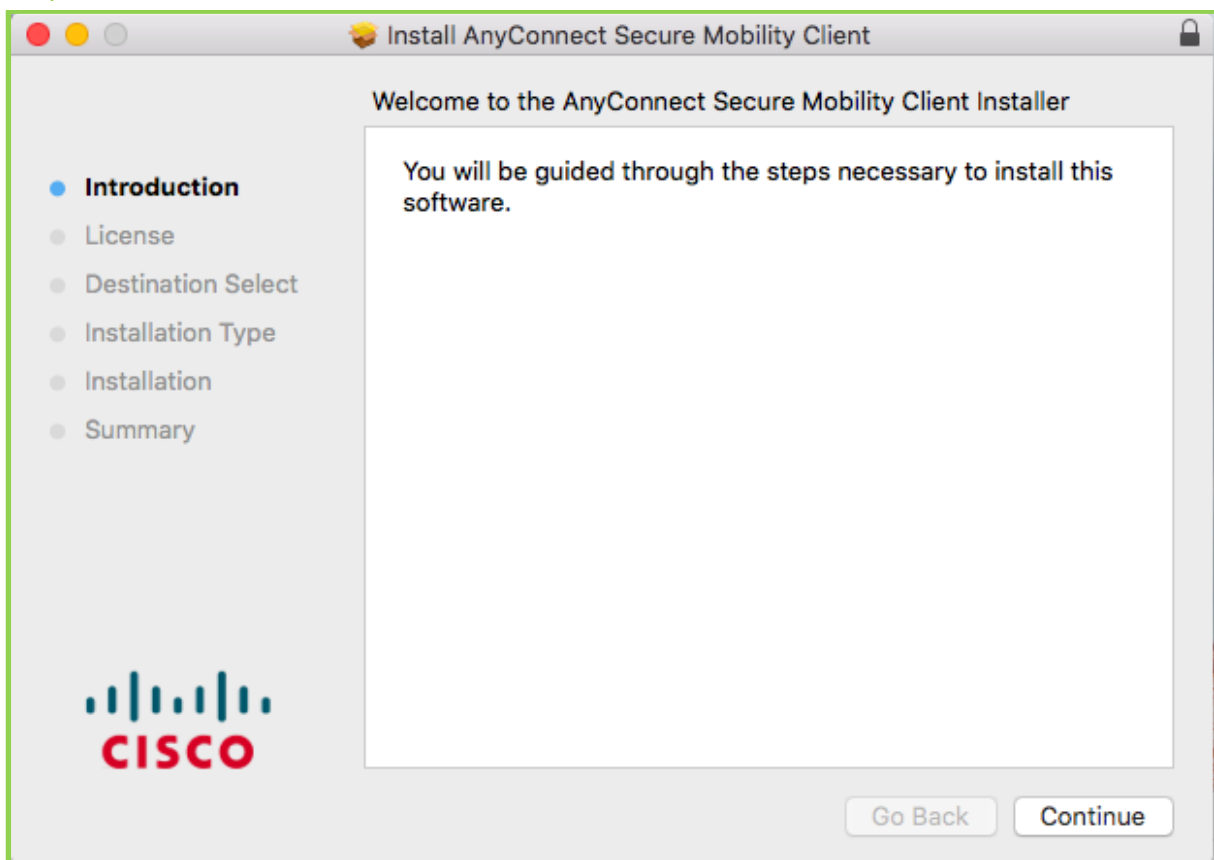 Install AnyConnect Secure Mobility Client
Welcome to the AnyConnect Secure Mobility Client Installer
Introduction
License
Destination Select
Installation Type
Installation
Summary
You will be guided through the steps necessary to install this
software.
CISCO
Go Back
Continue